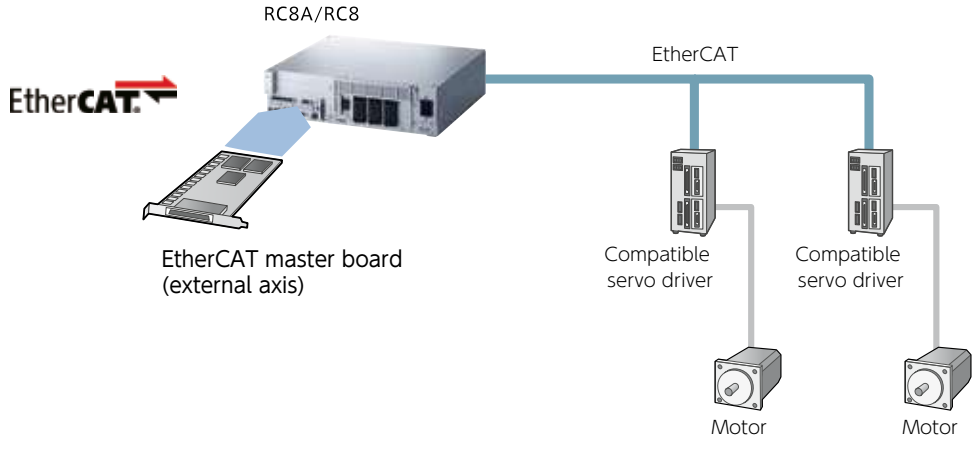 RC8A/RC8
EtherCAT
EtherCAT.
EtherCAT master board
(external axis)
Compatible
servo driver
Compatible
servo driver
Motor
Motor